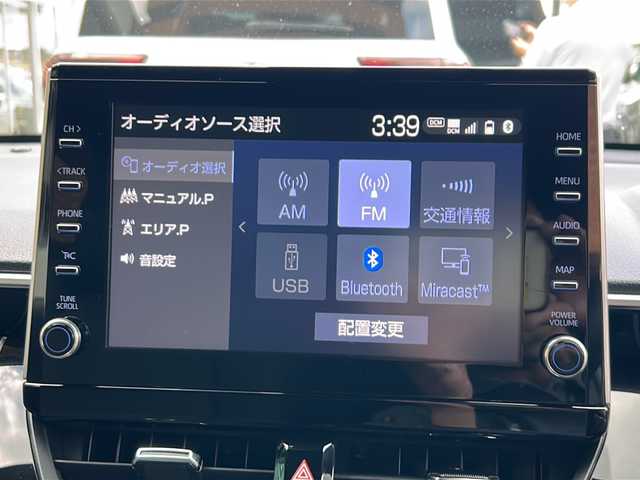 オーディオソース選択 3:39 DCM DCM
CH >
< TRACK
PHONE
T/C
TUNE
SCROLL
オーディオ選択
マニュアル.P
エリア.P
音設定
AM FM 交通情報
USB Bluetooth Miracast™
配置変更
HOME
MENU
AUDIO
MAP
POWER
VOLUME